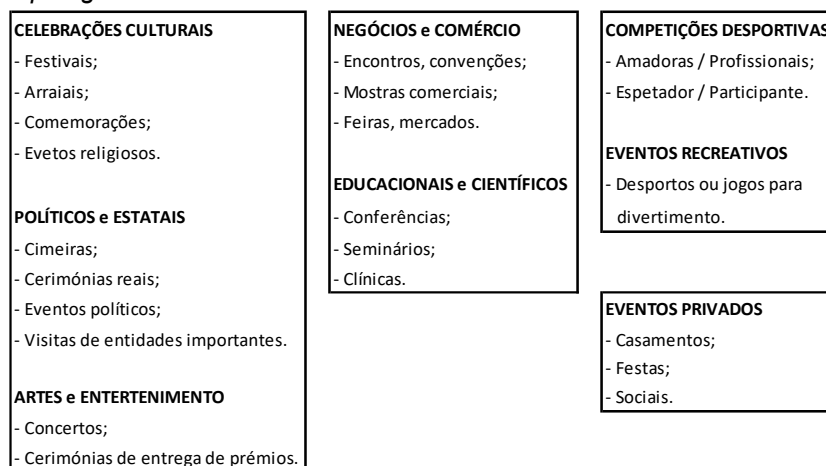 CELEBRAÇÕES CULTURAIS
- Festivais;
- Arraiais;
- Comemorações;
- Evetos religiosos.
POLÍTICOS e ESTATAIS
- Cimeiras;
- Cerimónias reais;
- Eventos políticos;
- Visitas de entidades importantes.
ARTES e ENTERTENIMENTO
- Concertos;
- Cerimónias de entrega de prémios.
NEGÓCIOS e COMÉRCIO
- Encontros, convenções;
- Mostras comerciais;
- Feiras, mercados.
EDUCACIONAIS e CIENTÍFICOS
- Conferências;
- Seminários;
- Clínicas.
COMPETIÇÕES DESPORTIVAS
- Amadoras / Profissionais;
- Espetador / Participante.
EVENTOS RECREATIVOS
- Desportos ou jogos para
divertimento.
EVENTOS PRIVADOS
- Casamentos;
- Festas;
- Sociais.